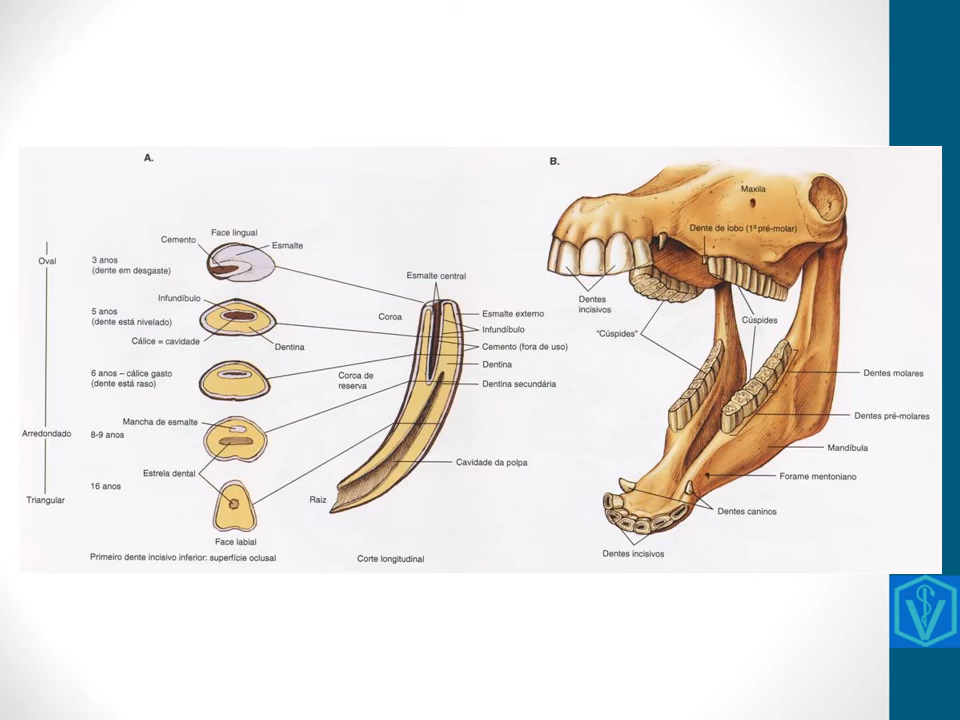 A.
Oval
Arredondado
Triangular
3 anos
(dente em desgaste)
5 anos
(dente está nivelado)
6 anos – cálice gasto
(dente está raso)
8-9 anos
16 anos
Face lingual
Cemento
Esmalte
Infundíbulo
Cálice = cavidade
Dentina
Mancha de esmalte
Estrela dental
Face labial
Primeiro dente incisivo inferior: superfície oclusal
Esmalte central
Coroa
Esmalte externo
Infundíbulo
Cemento (fora de uso)
Dentina
Coroa de
reserva
Dentina secundária
Cavidade da polpa
Raiz
Corte longitudinal
B.
Maxila
Dente de lobo (1º pré-molar)
Dentes
incisivos
Cúspides
"Cúspides"
Dentes molares
Dentes pré-molares
Mandíbula
Forame mentoniano
Dentes caninos
Dentes incisivos
V